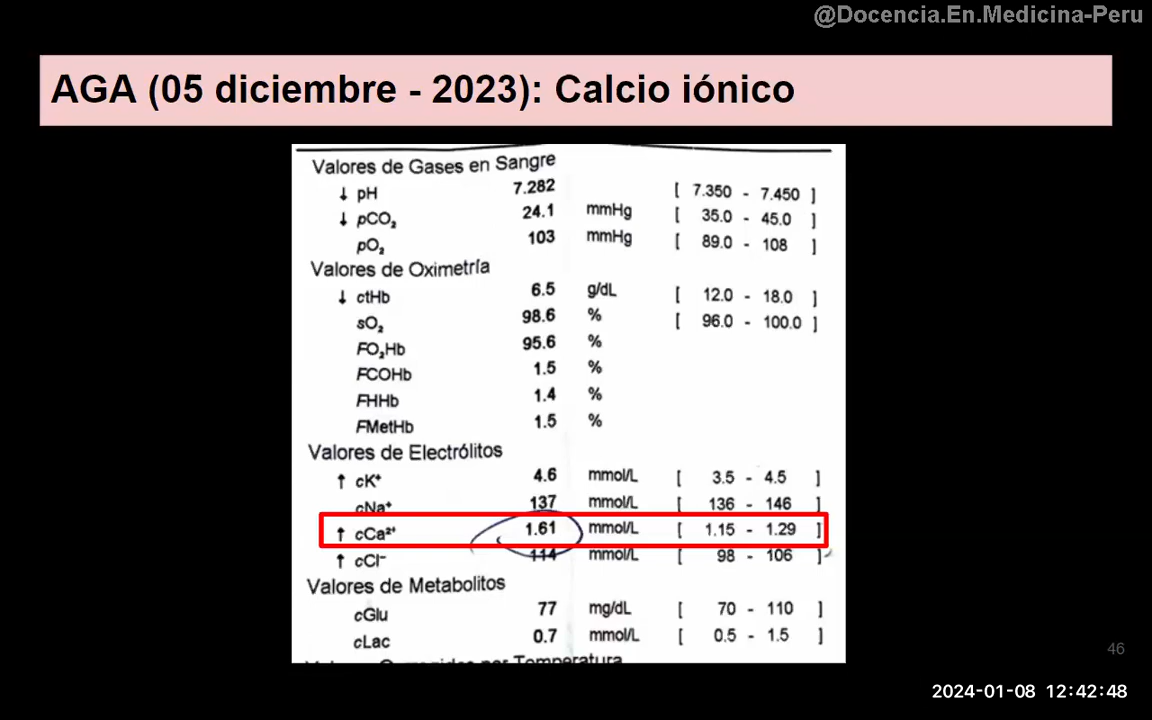 @Docencia.En.Medicina-Peru
AGA (05 diciembre - 2023): Calcio iónico
Valores de Gases en Sangre
↓ pH 7.282 [ 7.350 - 7.450 ]
↓ pCO₂ 24.1 mmHg [ 35.0 - 45.0 ]
pO₂ 103 mmHg [ 89.0 - 108 ]
Valores de Oximetría
↓ ctHb 6.5 g/dL [ 12.0 - 18.0 ]
sO₂ 98.6 % [ 96.0 - 100.0 ]
FO₂Hb 95.6 %
FCOHb 1.5 %
FHHb 1.4 %
FMetHb 1.5 %
Valores de Electrólitos
↑ cK⁺ 4.6 mmol/L [ 3.5 - 4.5 ]
cNa⁺ 137 mmol/L [ 136 - 146 ]
↑ cCa²⁺ 1.61 mmol/L [ 1.15 - 1.29 ]
↑ cCl⁻ 114 mmol/L [ 98 - 106 ]
Valores de Metabolitos
cGlu 77 mg/dL [ 70 - 110 ]
cLac 0.7 mmol/L [ 0.5 - 1.5 ]
por Temperatura
46
2024-01-08 12:42:48